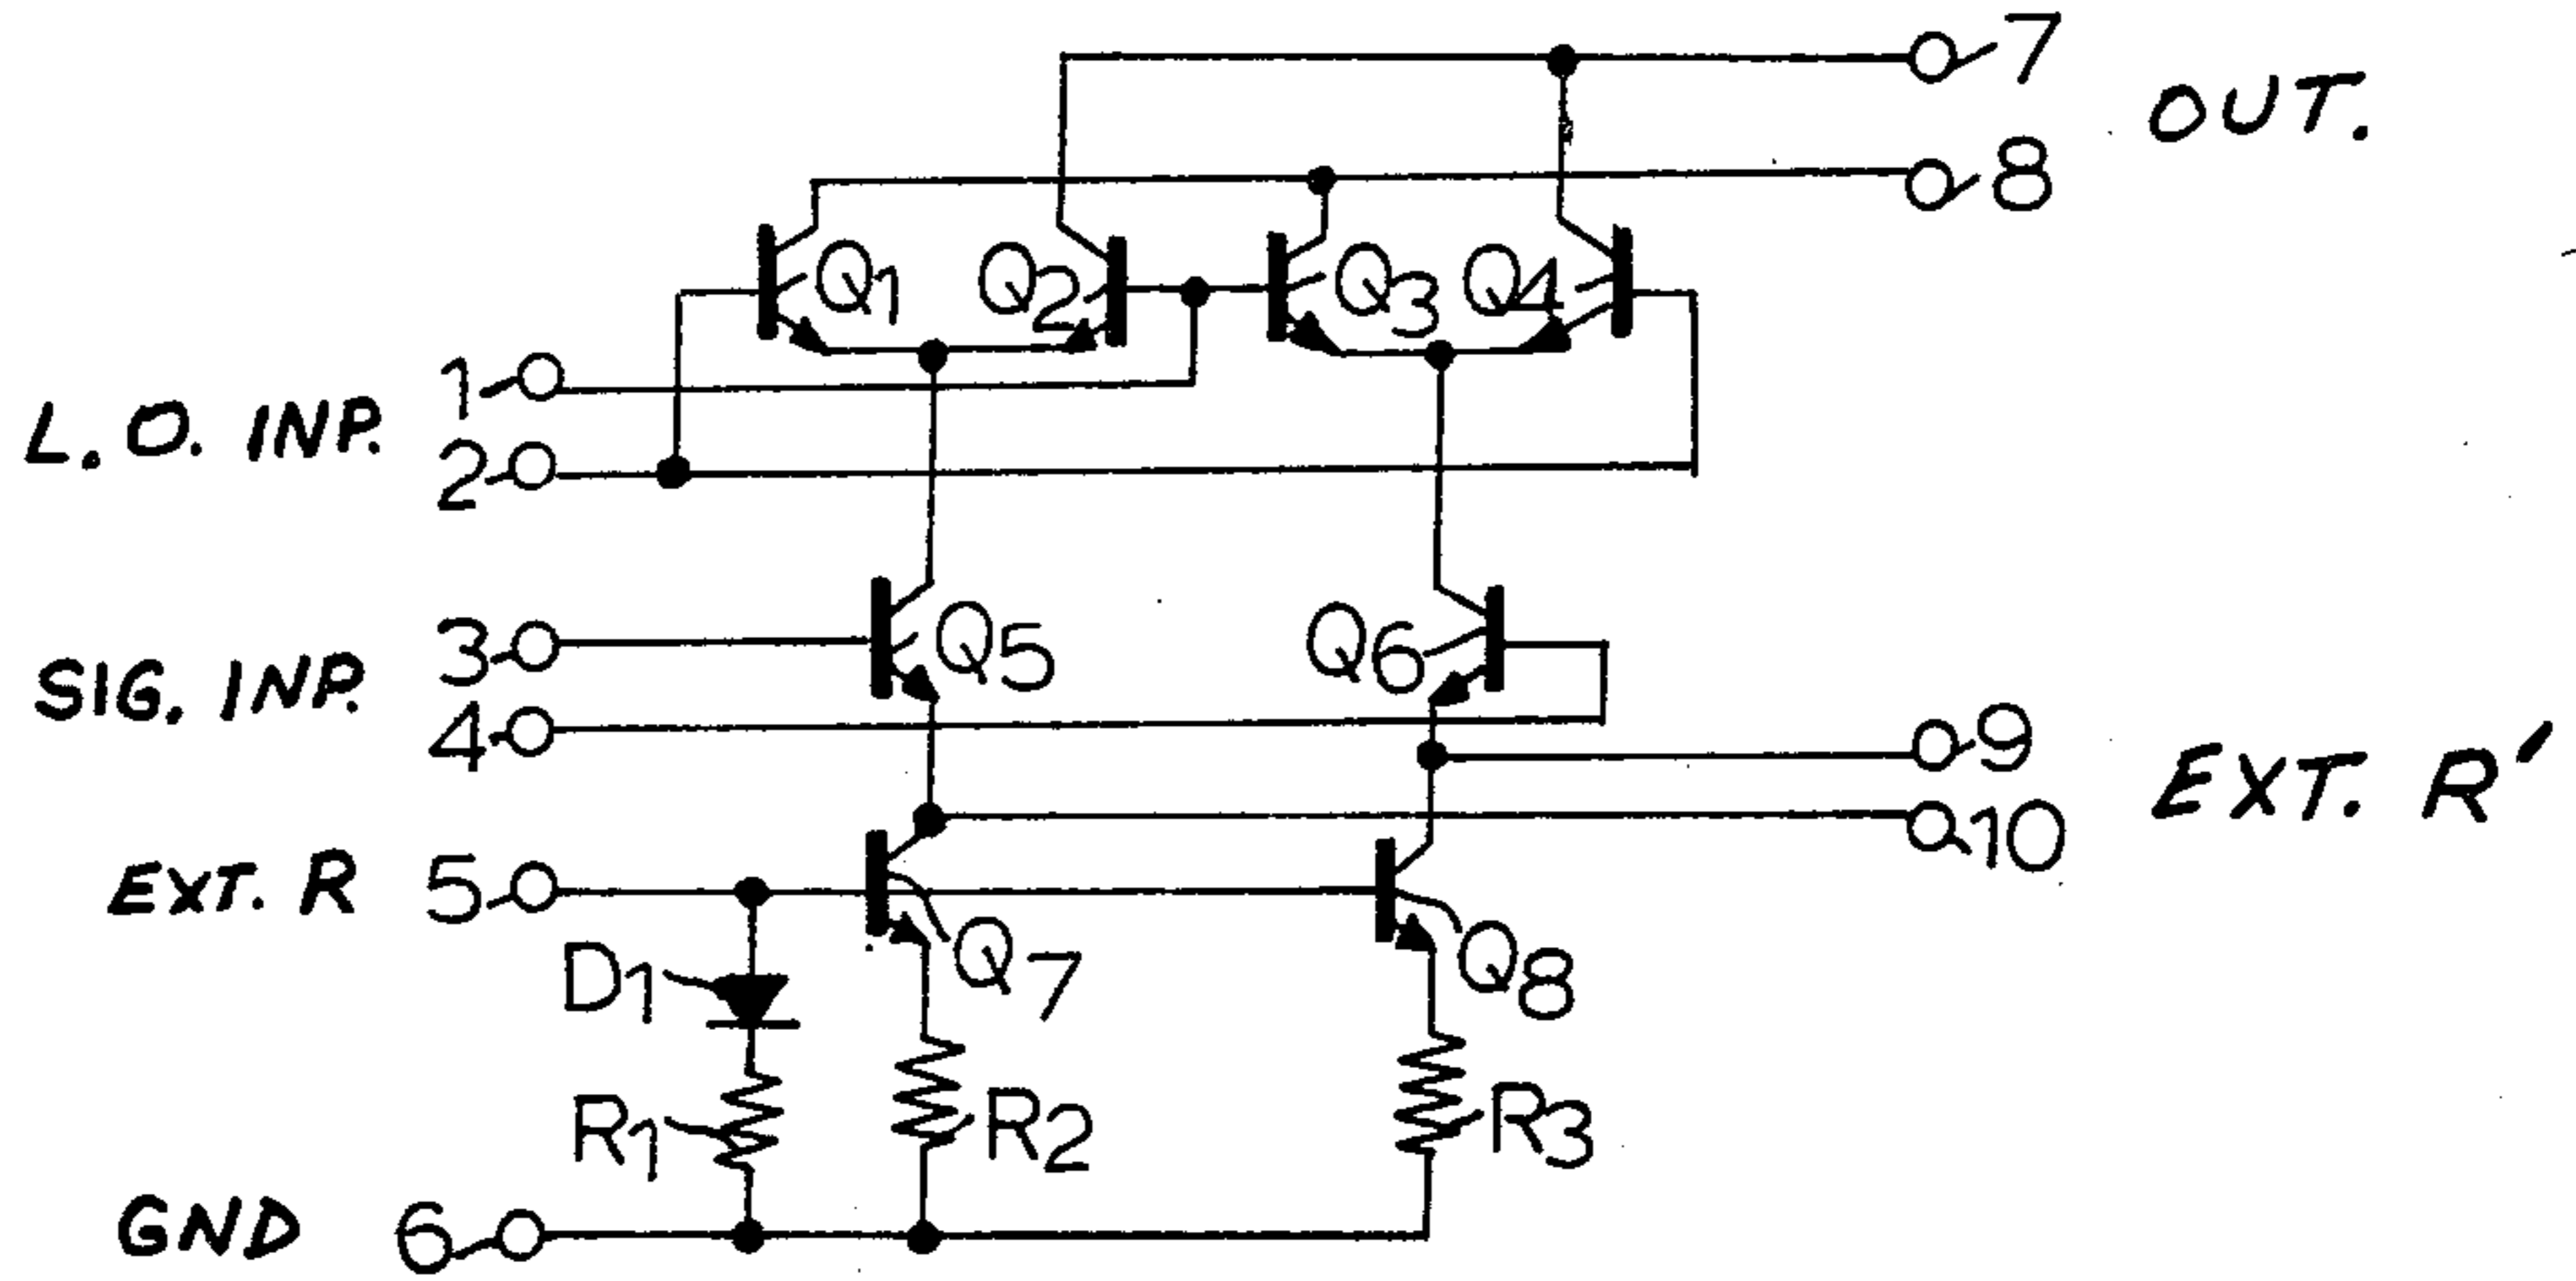 7
OUT.
8
Q1 Q2 Q3 Q4
1
L. O. INP.
2
3
Q5 Q6
SIG. INP.
4
9
EXT. R'
10
EXT. R 5
Q7 Q8
D1
R1 R2 R3
GND 6